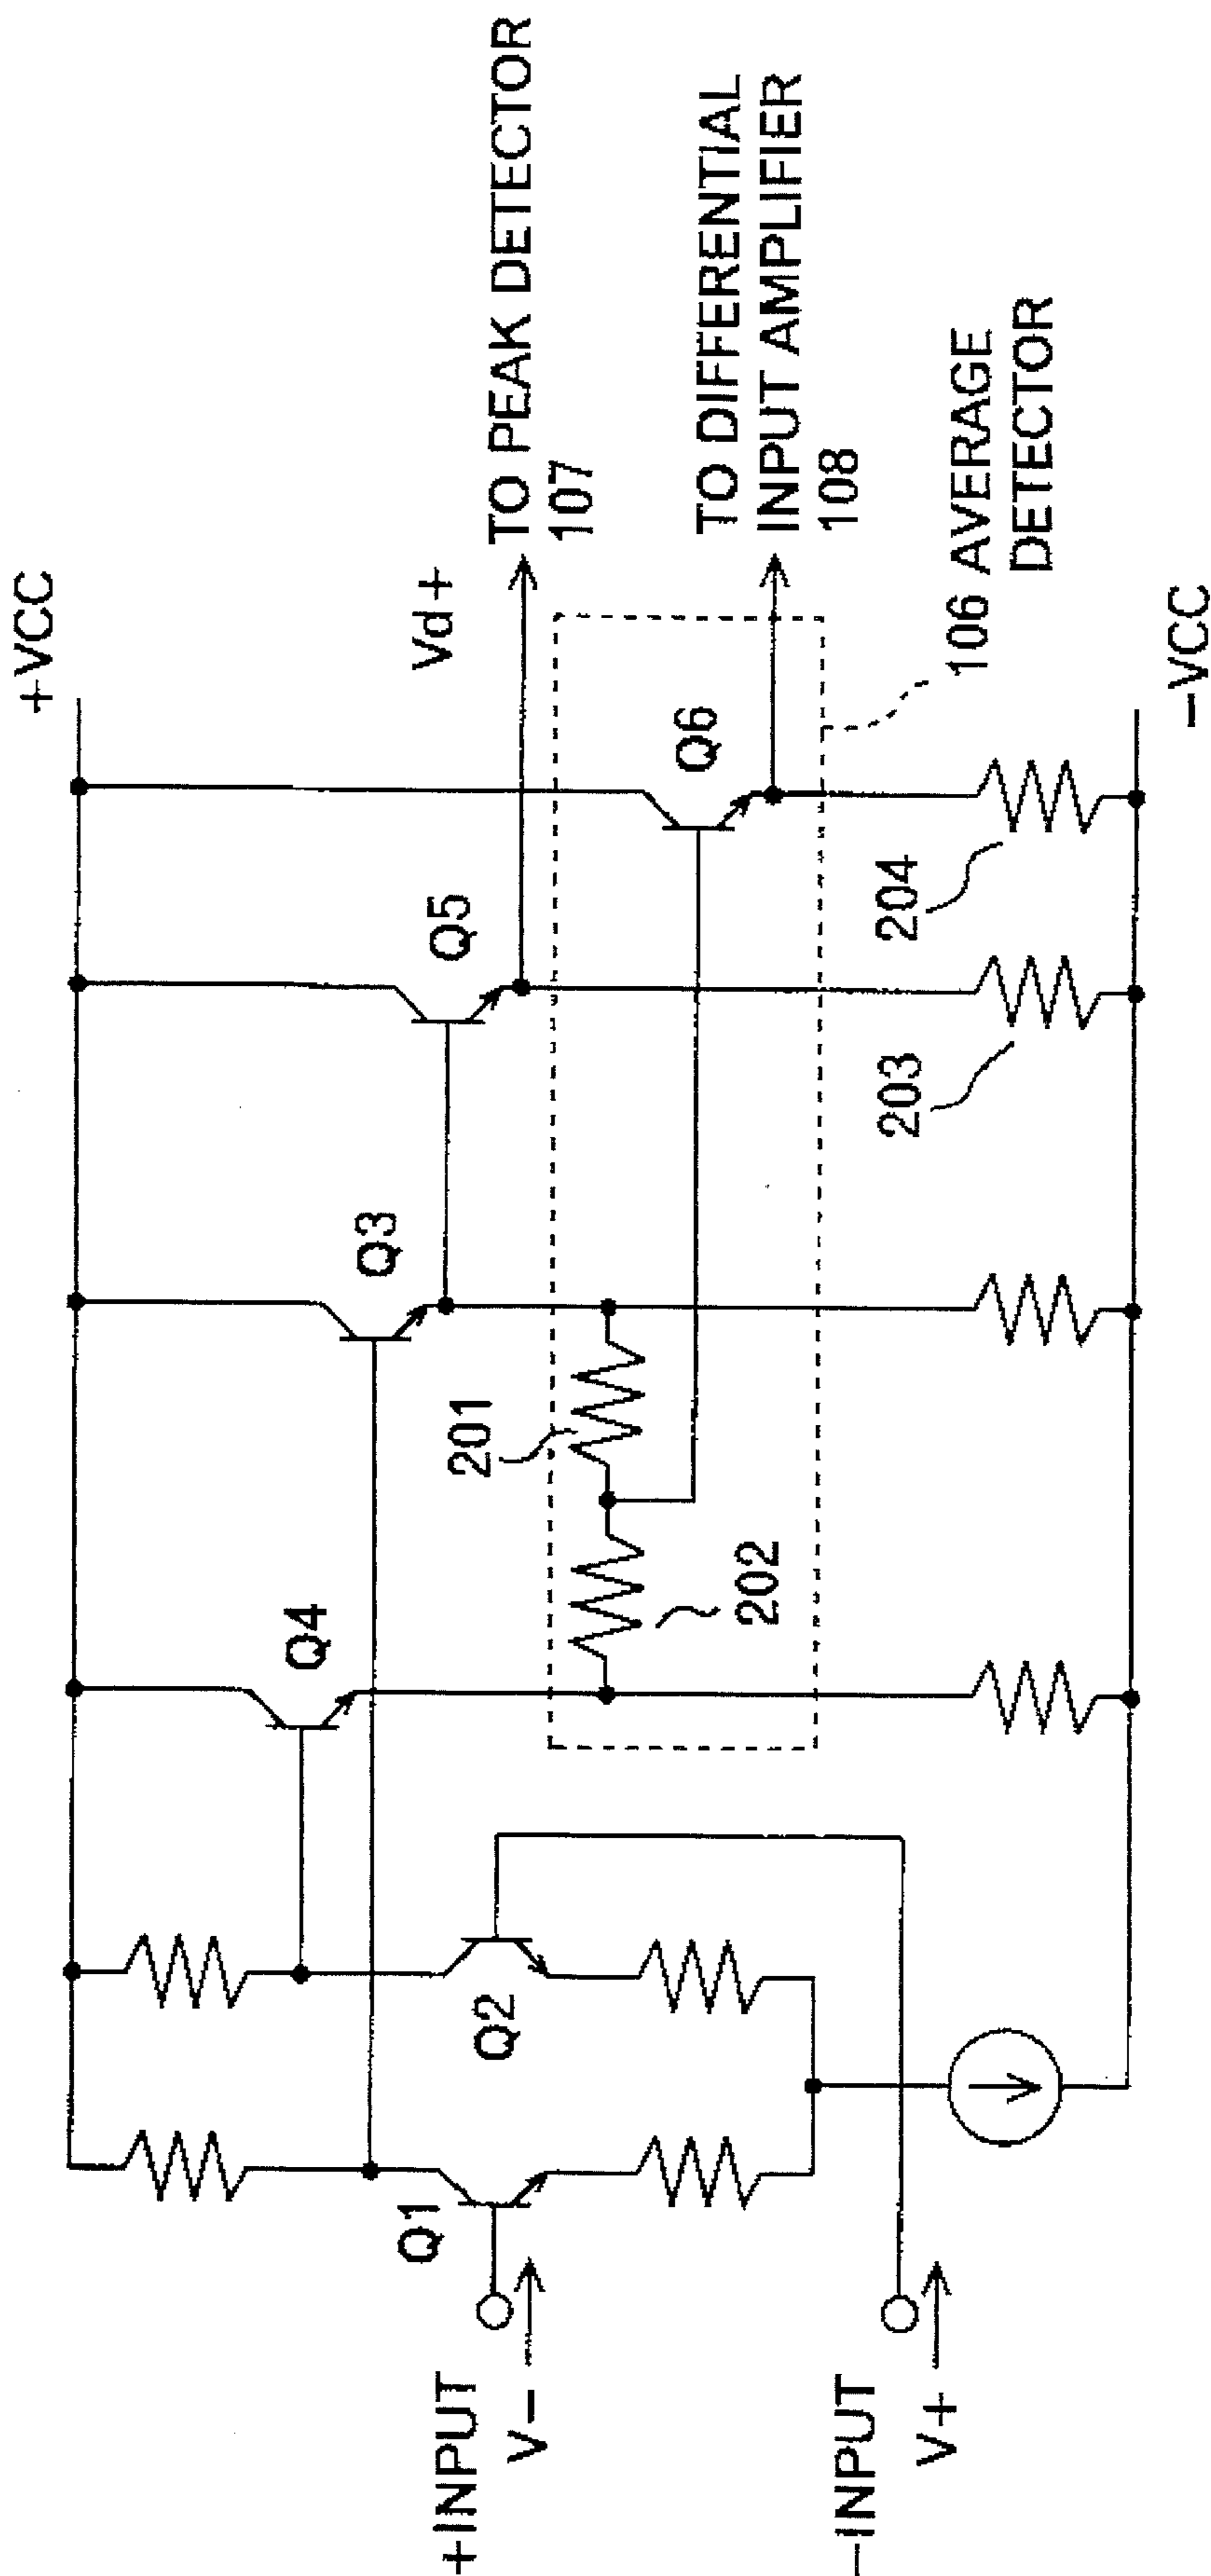 +VCC
Vd+
TO PEAK DETECTOR
107
TO DIFFERENTIAL
INPUT AMPLIFIER
108
106 AVERAGE
DETECTOR
-VCC
Q4
Q3
Q5
Q6
201
202
203
204
Q1
Q2
+INPUT
V-
-INPUT
V+